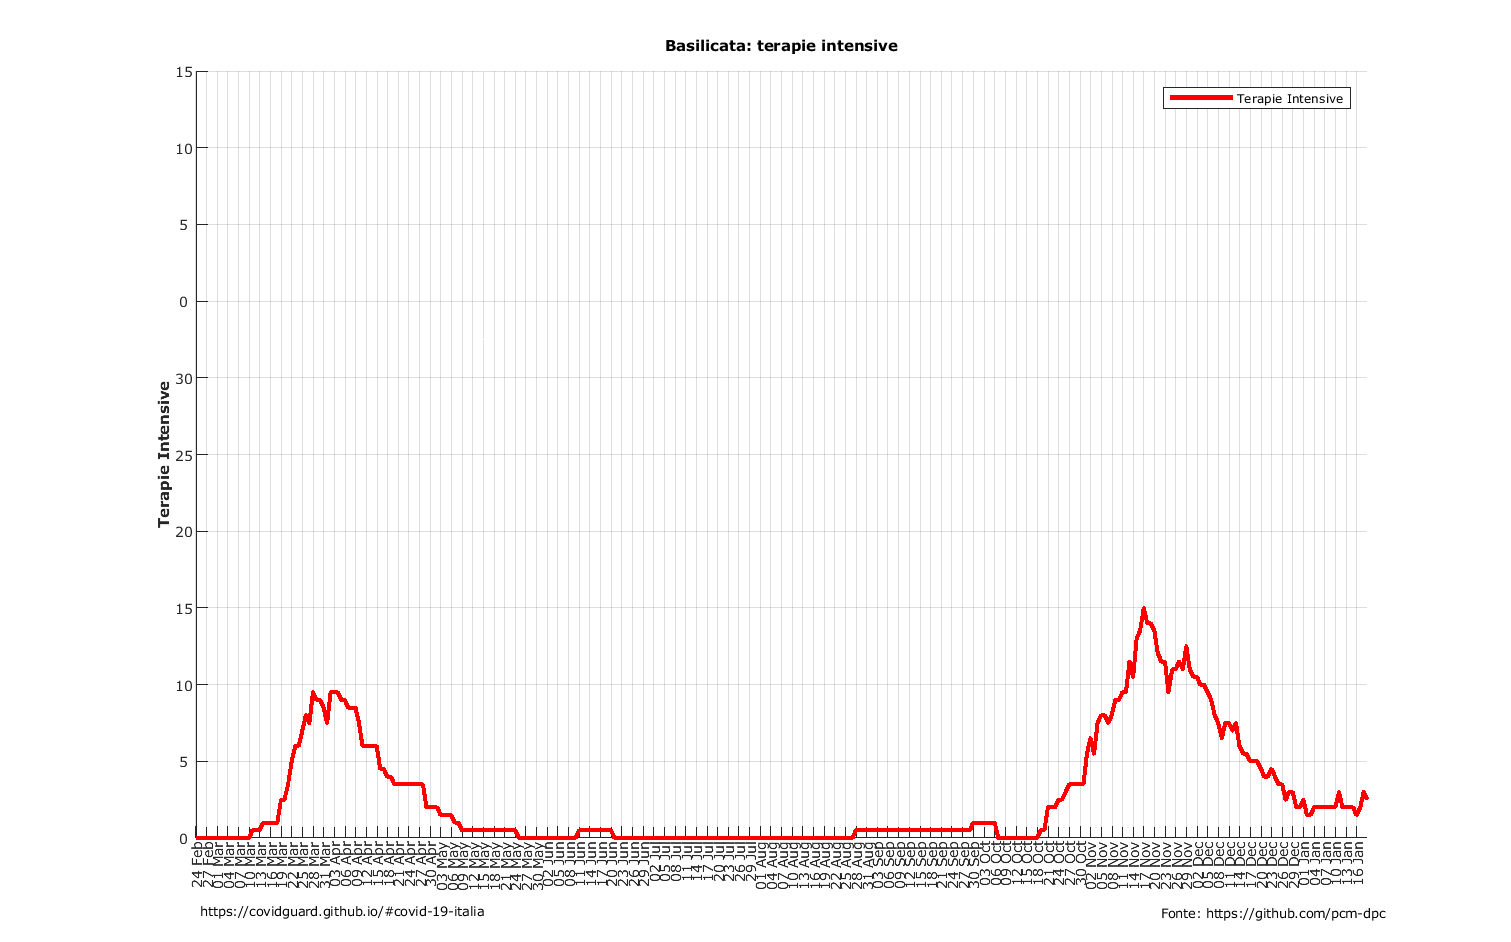 Basilicata: terapie intensive
Terapie Intensive
15
10
5
0
30
25
20
15
10
5
0
Terapie Intensive
24 Feb
27 Feb
01 Mar
04 Mar
07 Mar
10 Mar
13 Mar
16 Mar
19 Mar
22 Mar
25 Mar
28 Mar
31 Mar
03 Apr
06 Apr
09 Apr
12 Apr
15 Apr
18 Apr
21 Apr
24 Apr
27 Apr
30 Apr
03 May
06 May
09 May
12 May
15 May
18 May
21 May
24 May
27 May
30 May
02 Jun
05 Jun
08 Jun
11 Jun
14 Jun
17 Jun
20 Jun
23 Jun
26 Jun
29 Jun
02 Jul
05 Jul
08 Jul
11 Jul
14 Jul
17 Jul
20 Jul
23 Jul
26 Jul
29 Jul
01 Aug
04 Aug
07 Aug
10 Aug
13 Aug
16 Aug
19 Aug
22 Aug
25 Aug
28 Aug
31 Aug
03 Sep
06 Sep
09 Sep
12 Sep
15 Sep
18 Sep
21 Sep
24 Sep
27 Sep
30 Sep
03 Oct
06 Oct
09 Oct
12 Oct
15 Oct
18 Oct
21 Oct
24 Oct
27 Oct
30 Oct
02 Nov
05 Nov
08 Nov
11 Nov
14 Nov
17 Nov
20 Nov
23 Nov
26 Nov
29 Nov
02 Dec
05 Dec
08 Dec
11 Dec
14 Dec
17 Dec
20 Dec
23 Dec
26 Dec
29 Dec
01 Jan
04 Jan
07 Jan
10 Jan
13 Jan
16 Jan
https://covidguard.github.io/#covid-19-italia
Fonte: https://github.com/pcm-dpc